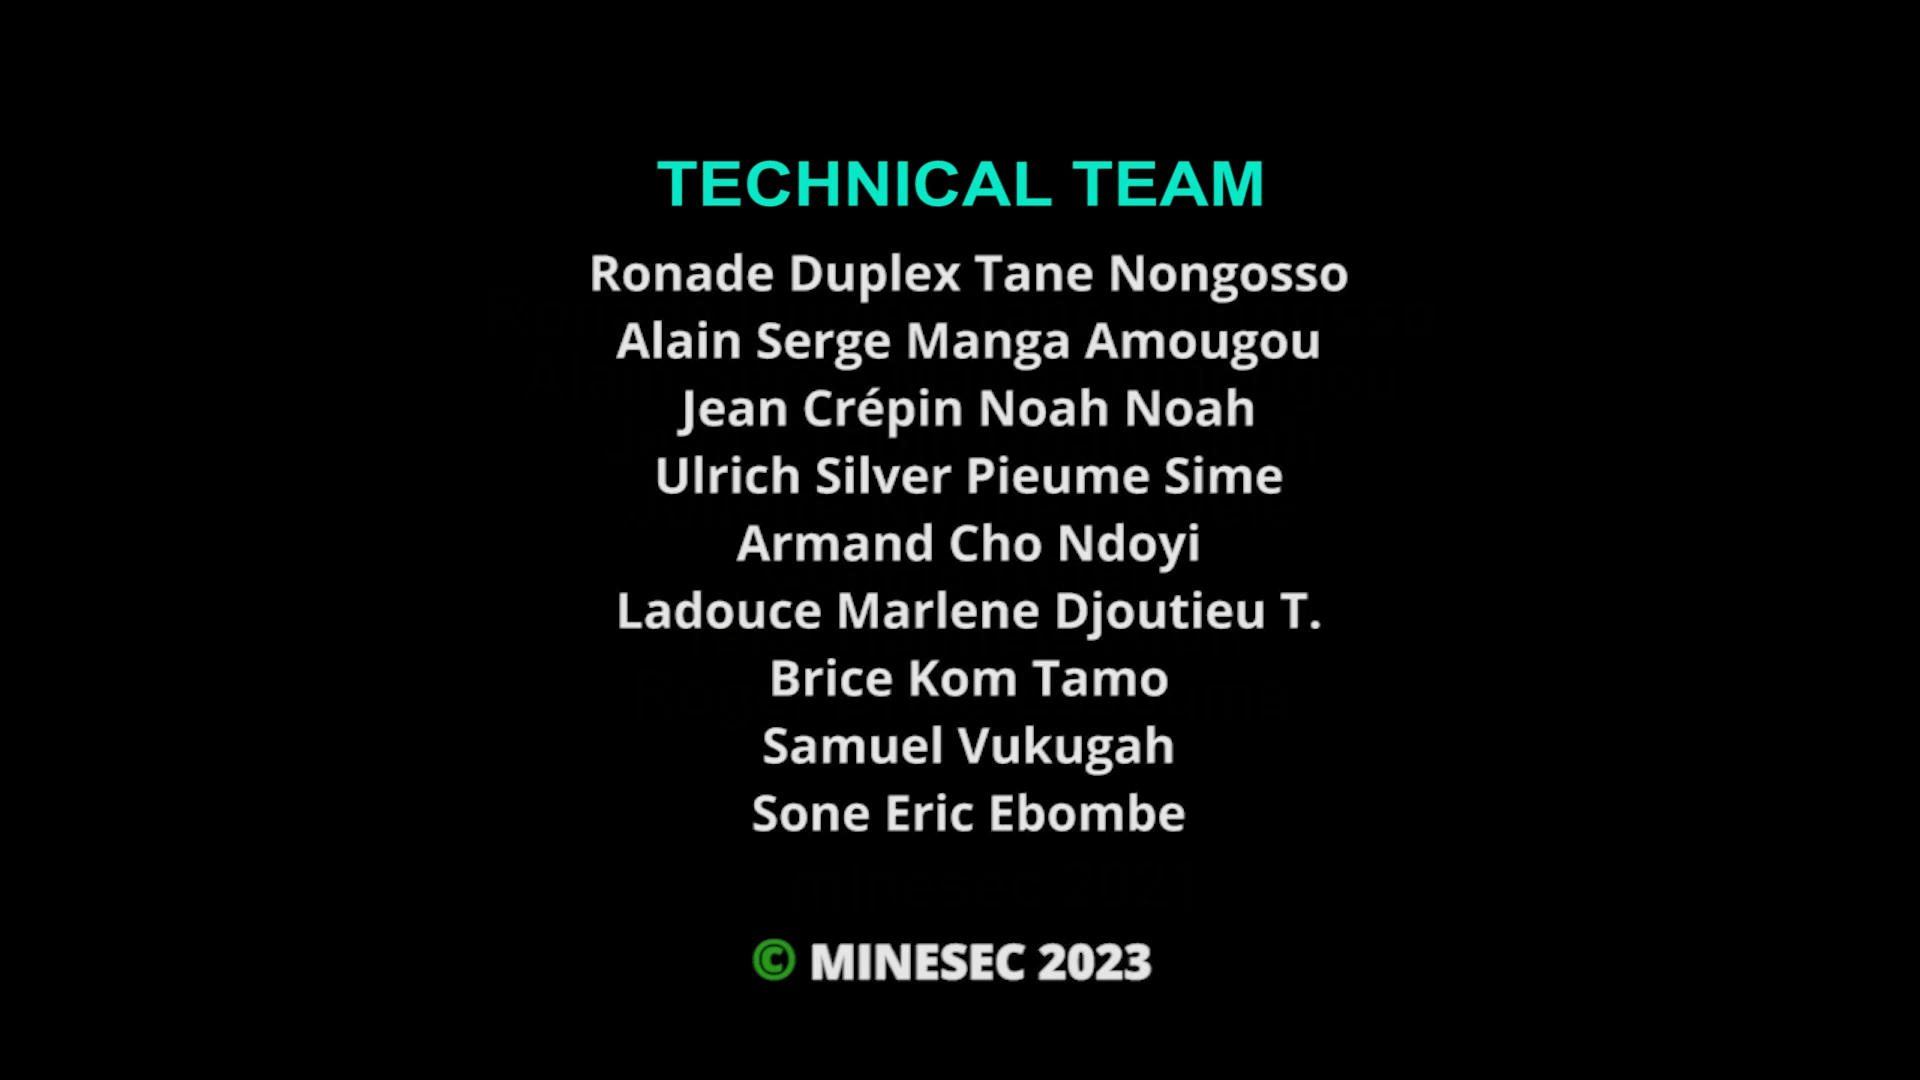 TECHNICAL TEAM
Ronade Duplex Tane Nongosso
Alain Serge Manga Amougou
Jean Crépin Noah Noah
Ulrich Silver Pieume Sime
Armand Cho Ndoyi
Ladouce Marlene Djoutieu T.
Brice Kom Tamo
Samuel Vukugah
Sone Eric Ebombe
© MINESEC 2023